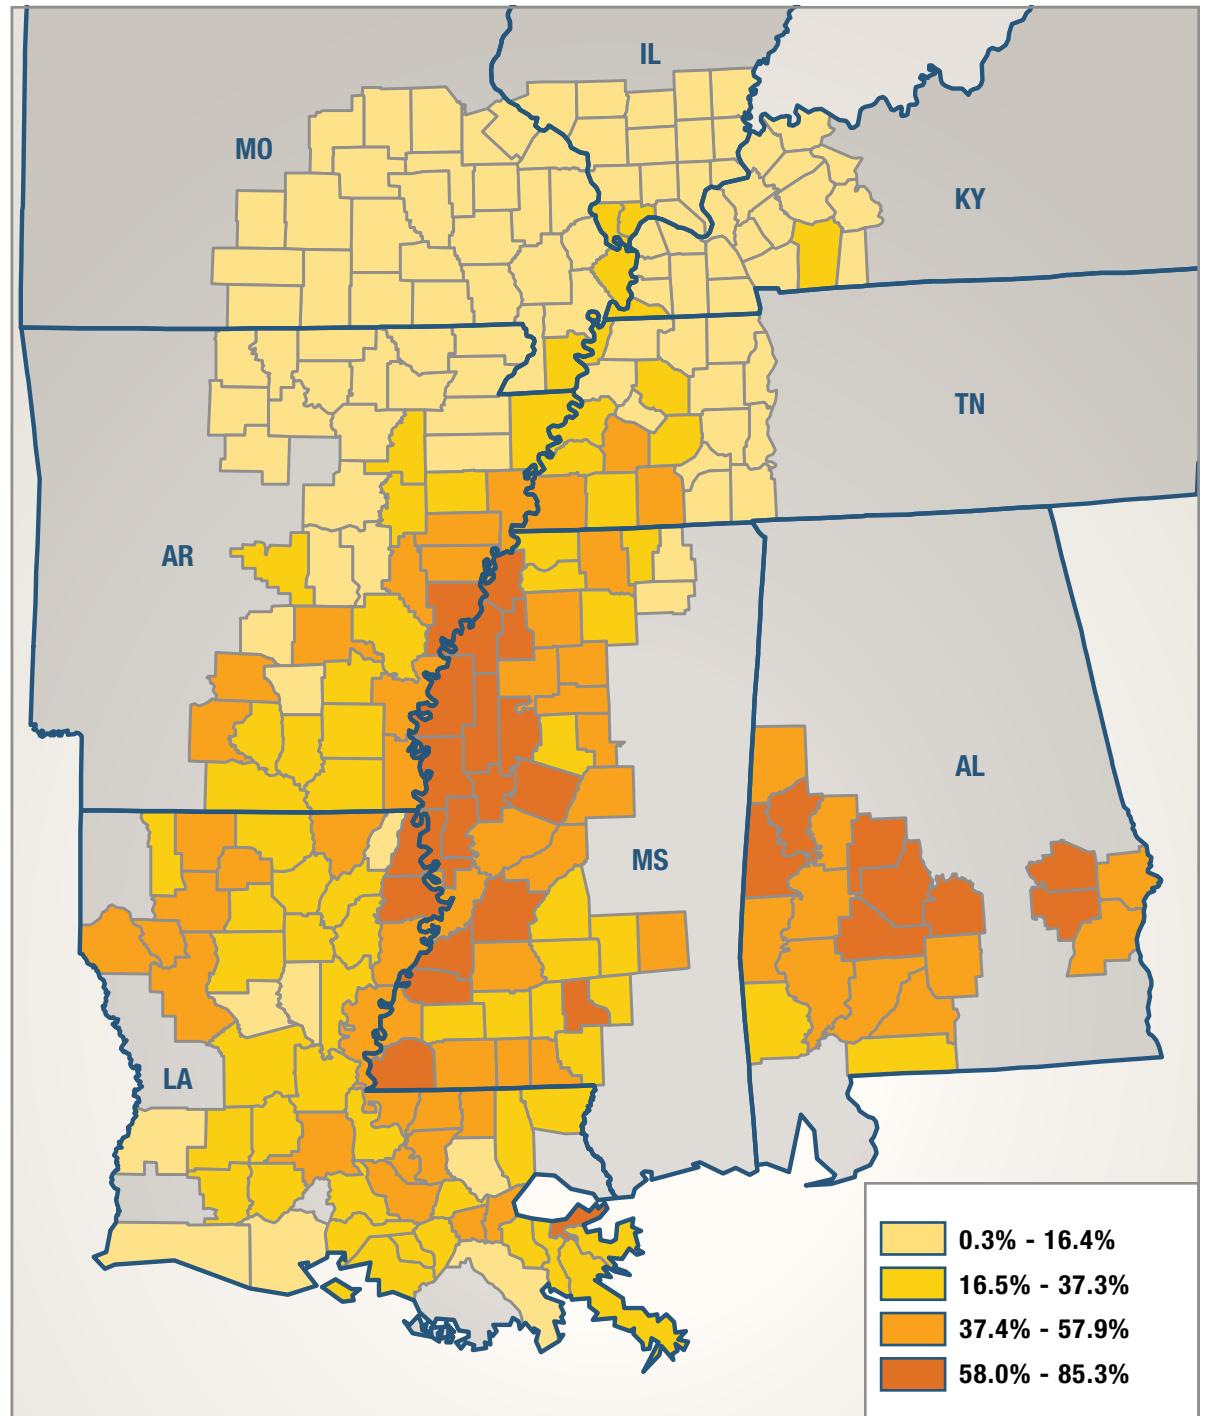 IL
MO
KY
TN
AR
AL
MS
LA
0.3% - 16.4%
16.5% - 37.3%
37.4% - 57.9%
58.0% - 85.3%